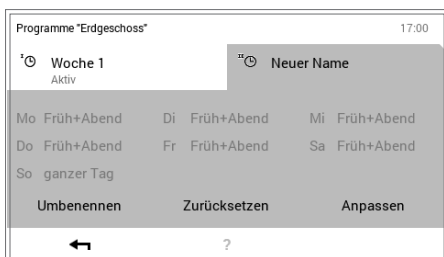 Programme "Erdgeschoss" 17:00
I Woche 1 II Neuer Name
Aktiv
Mo Früh+Abend Di Früh+Abend Mi Früh+Abend
Do Früh+Abend Fr Früh+Abend Sa Früh+Abend
So ganzer Tag
Umbenennen Zurücksetzen Anpassen
?